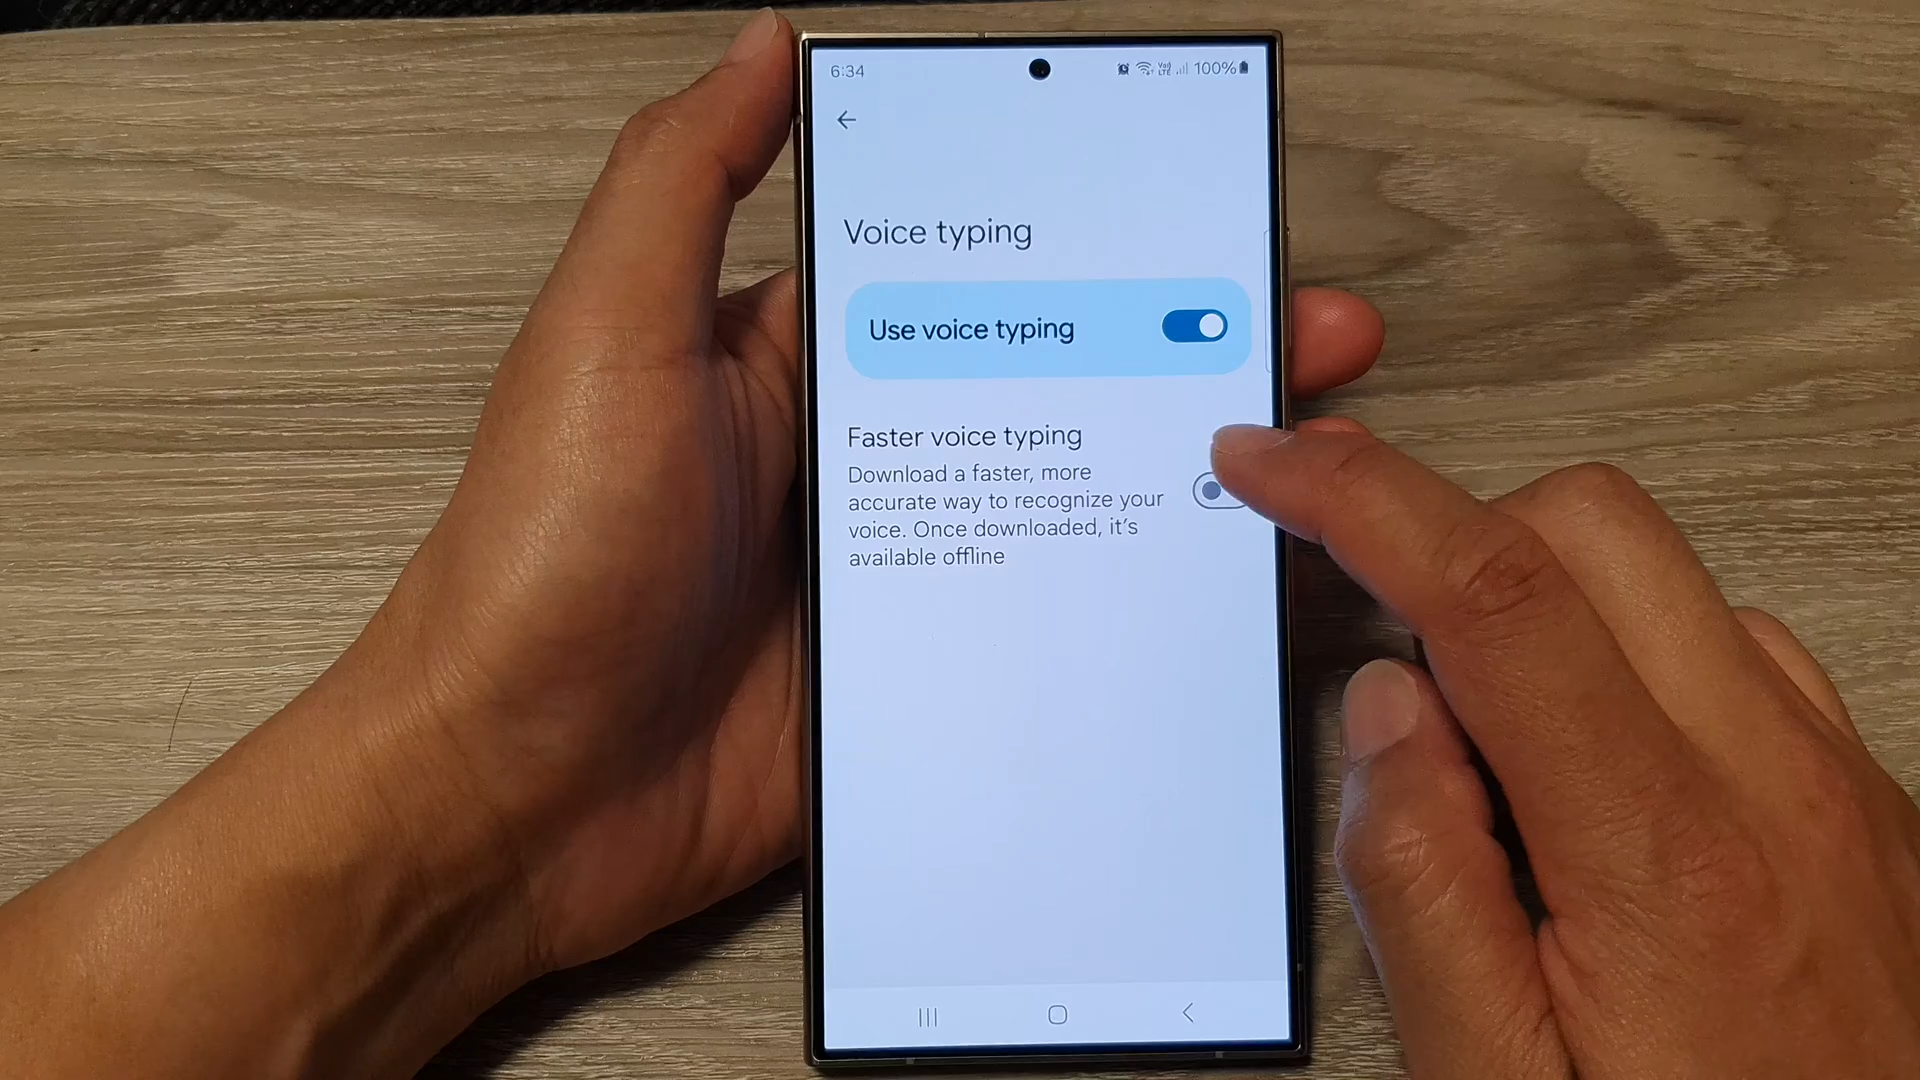 6:34
100%
Voice typing
Use voice typing
Faster voice typing
Download a faster, more
accurate way to recognize your
voice. Once downloaded, it's
available offline